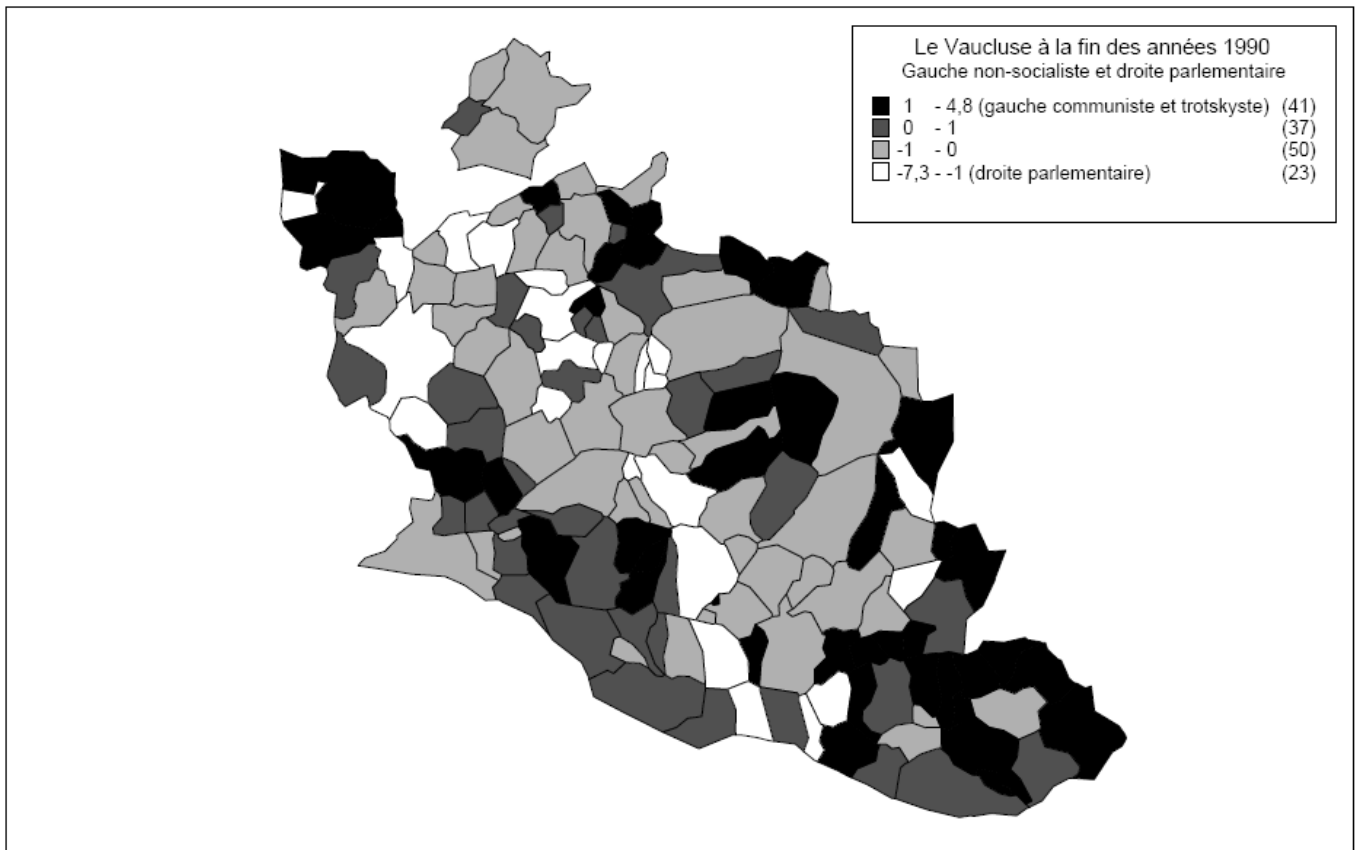 Le Vaucluse à la fin des années 1990
Gauche non-socialiste et droite parlementaire
1 - 4,8 (gauche communiste et trotskyste) (41)
0 - 1 (37)
-1 - 0 (50)
-7,3 - -1 (droite parlementaire) (23)